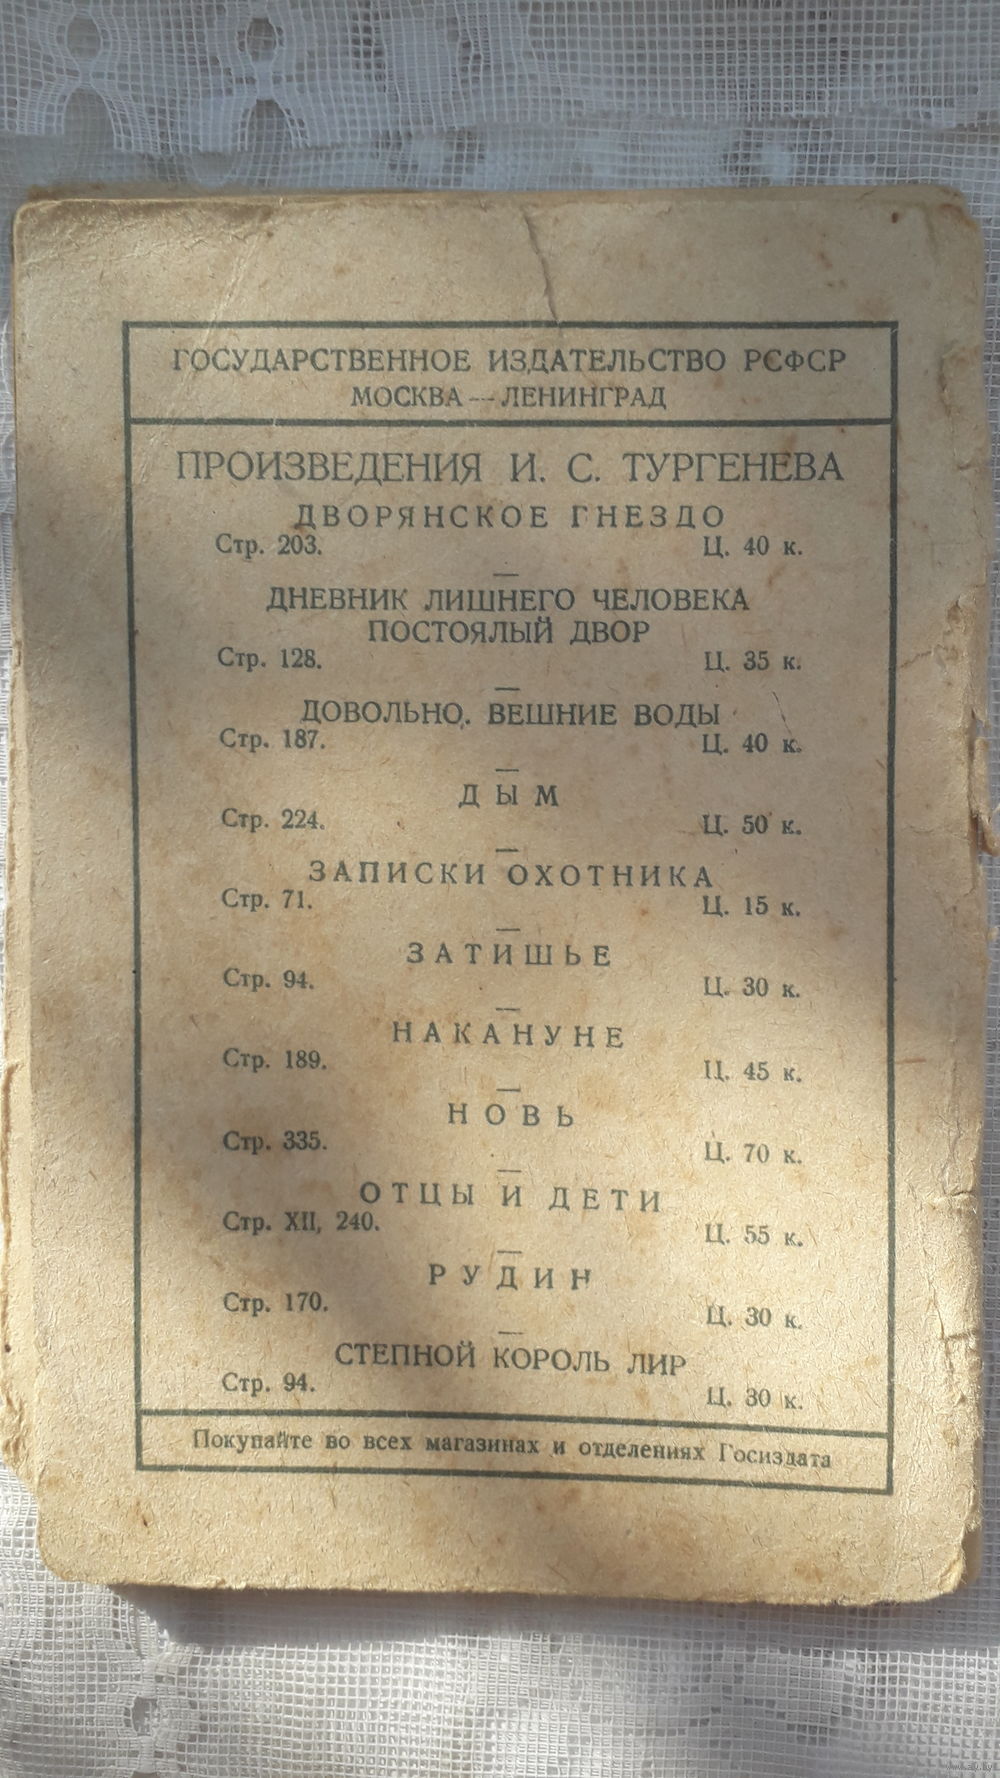 ГОСУДАРСТВЕННОЕ ИЗДАТЕЛЬСТВО РСФСР
МОСКВА—ЛЕНИНГРАД
ПРОИЗВЕДЕНИЯ И. С. ТУРГЕНЕВА
ДВОРЯНСКОЕ ГНЕЗДО
Стр. 203. Ц. 40 к.
ДНЕВНИК ЛИШНЕГО ЧЕЛОВЕКА
ПОСТОЯЛЫЙ ДВОР
Стр. 128. Ц. 35 к.
ДОВОЛЬНО. ВЕШНИЕ ВОДЫ
Стр. 187. Ц. 40 к.
ДЫМ
Стр. 224. Ц. 50 к.
ЗАПИСКИ ОХОТНИКА
Стр. 71. Ц. 15 к.
ЗАТИШЬЕ
Стр. 94. Ц. 30 к.
НАКАНУНЕ
Стр. 189. Ц. 45 к.
НОВЬ
Стр. 335. Ц. 70 к.
ОТЦЫ И ДЕТИ
Стр. XII, 240. Ц. 55 к.
РУДИН
Стр. 170. Ц. 30 к.
СТЕПНОЙ КОРОЛЬ ЛИР
Стр. 94. Ц. 30 к.
Покупайте во всех магазинах и отделениях Госиздата